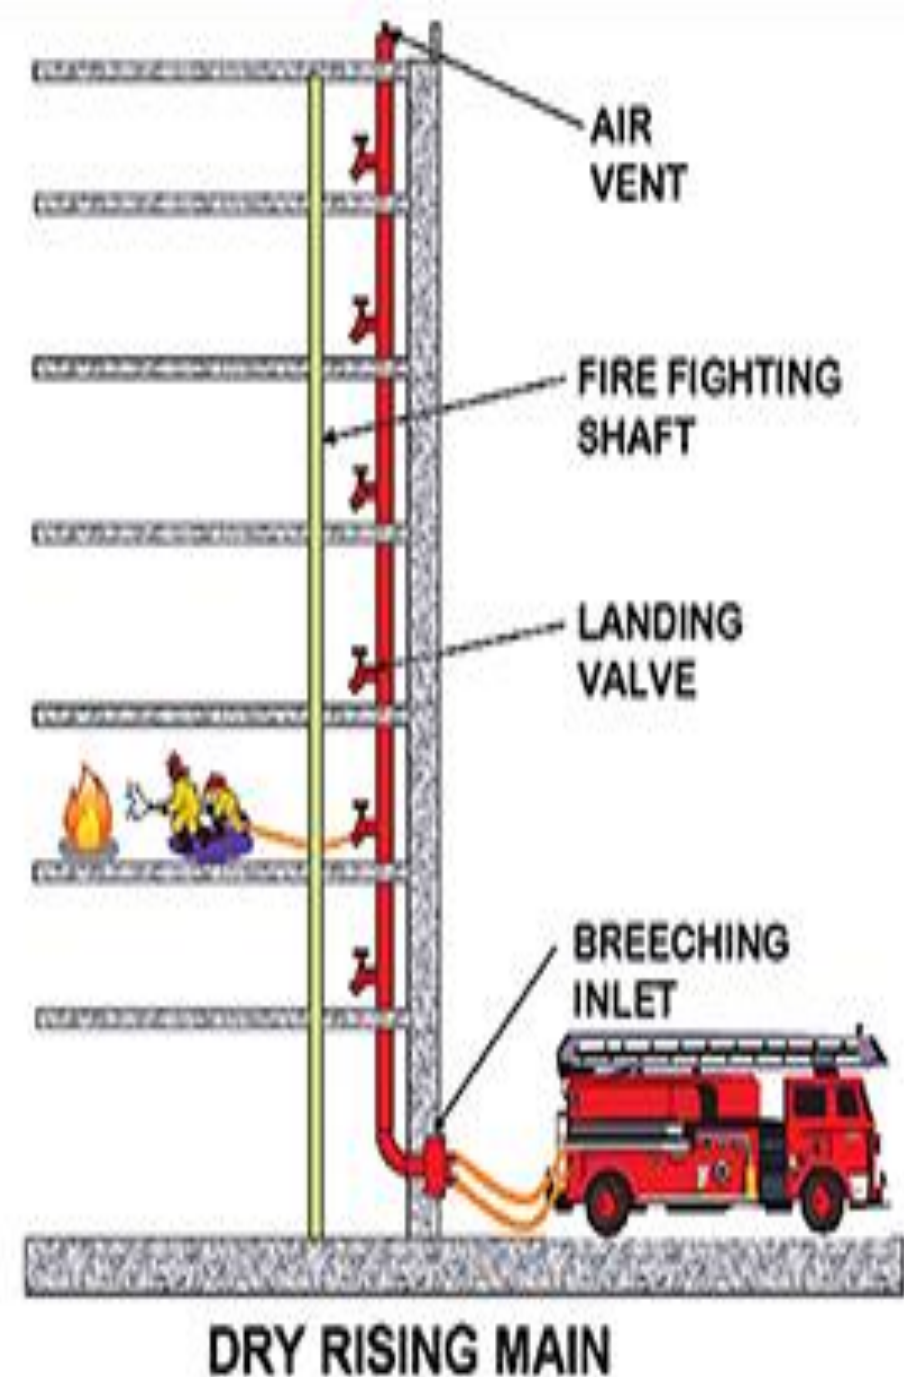 AIR
VENT
FIRE FIGHTING
SHAFT
LANDING
VALVE
BREECHING
INLET
DRY RISING MAIN